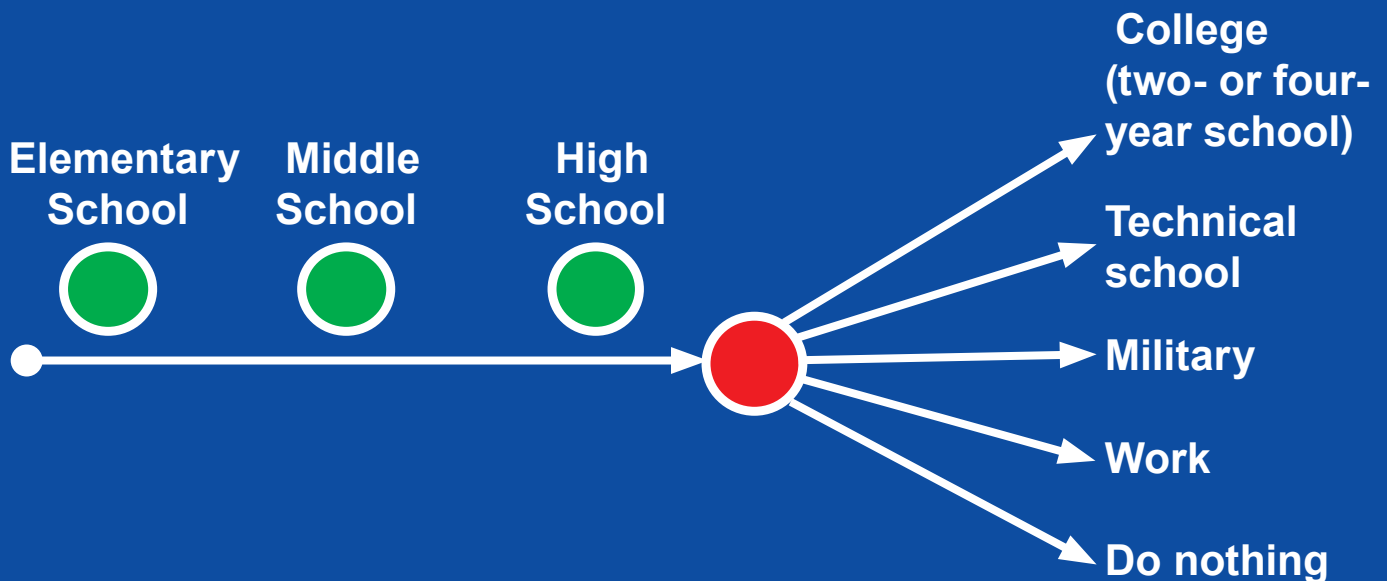 Elementary
School
Middle
School
High
School
College
(two- or four-
year school)
Technical
school
Military
Work
Do nothing